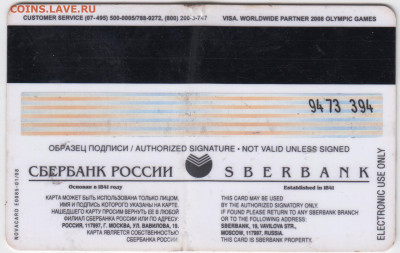 COINS.LAVE.RU
CUSTOMER SERVICE (07-495) 500-0005/788-9272, (800) 200-3-747
VISA. WORLDWIDE PARTNER 2008 OLYMPIC GAMES
9473 394
ОБРАЗЕЦ ПОДПИСИ / AUTHORIZED SIGNATURE • NOT VALID UNLESS SIGNED
СБЕРБАНК РОССИИ
SBERBANK
Основан в 1841 году
Established in 1841
КАРТА МОЖЕТ БЫТЬ ИСПОЛЬЗОВАНА ТОЛЬКО ЛИЦОМ,
ИМЯ И ПОДПИСЬ КОТОРОГО УКАЗАНЫ НА КАРТЕ.
НАШЕДШЕГО КАРТУ ПРОСИМ ВЕРНУТЬ ЕЕ В ЛЮБОЙ
ФИЛИАЛ СБЕРБАНКА РОССИИ ИЛИ ПО АДРЕСУ:
РОССИЯ, 117997, Г. МОСКВА, УЛ. ВАВИЛОВА, 19.
КАРТА ЯВЛЯЕТСЯ СОБСТВЕННОСТЬЮ
СБЕРБАНКА РОССИИ
THIS CARD MAY BE USED
BY THE AUTHORIZED SIGNATORY ONLY.
IF FOUND PLEASE RETURN TO ANY SBERBANK BRANCH
OR TO THE FOLLOWING ADDRESS:
SBERBANK, 19, VAVILOVA STR.,
MOSCOW, 117997, RUSSIA.
THIS CARD IS SBERBANK'S PROPERTY
ELECTRONIC USE ONLY
NOVACARD